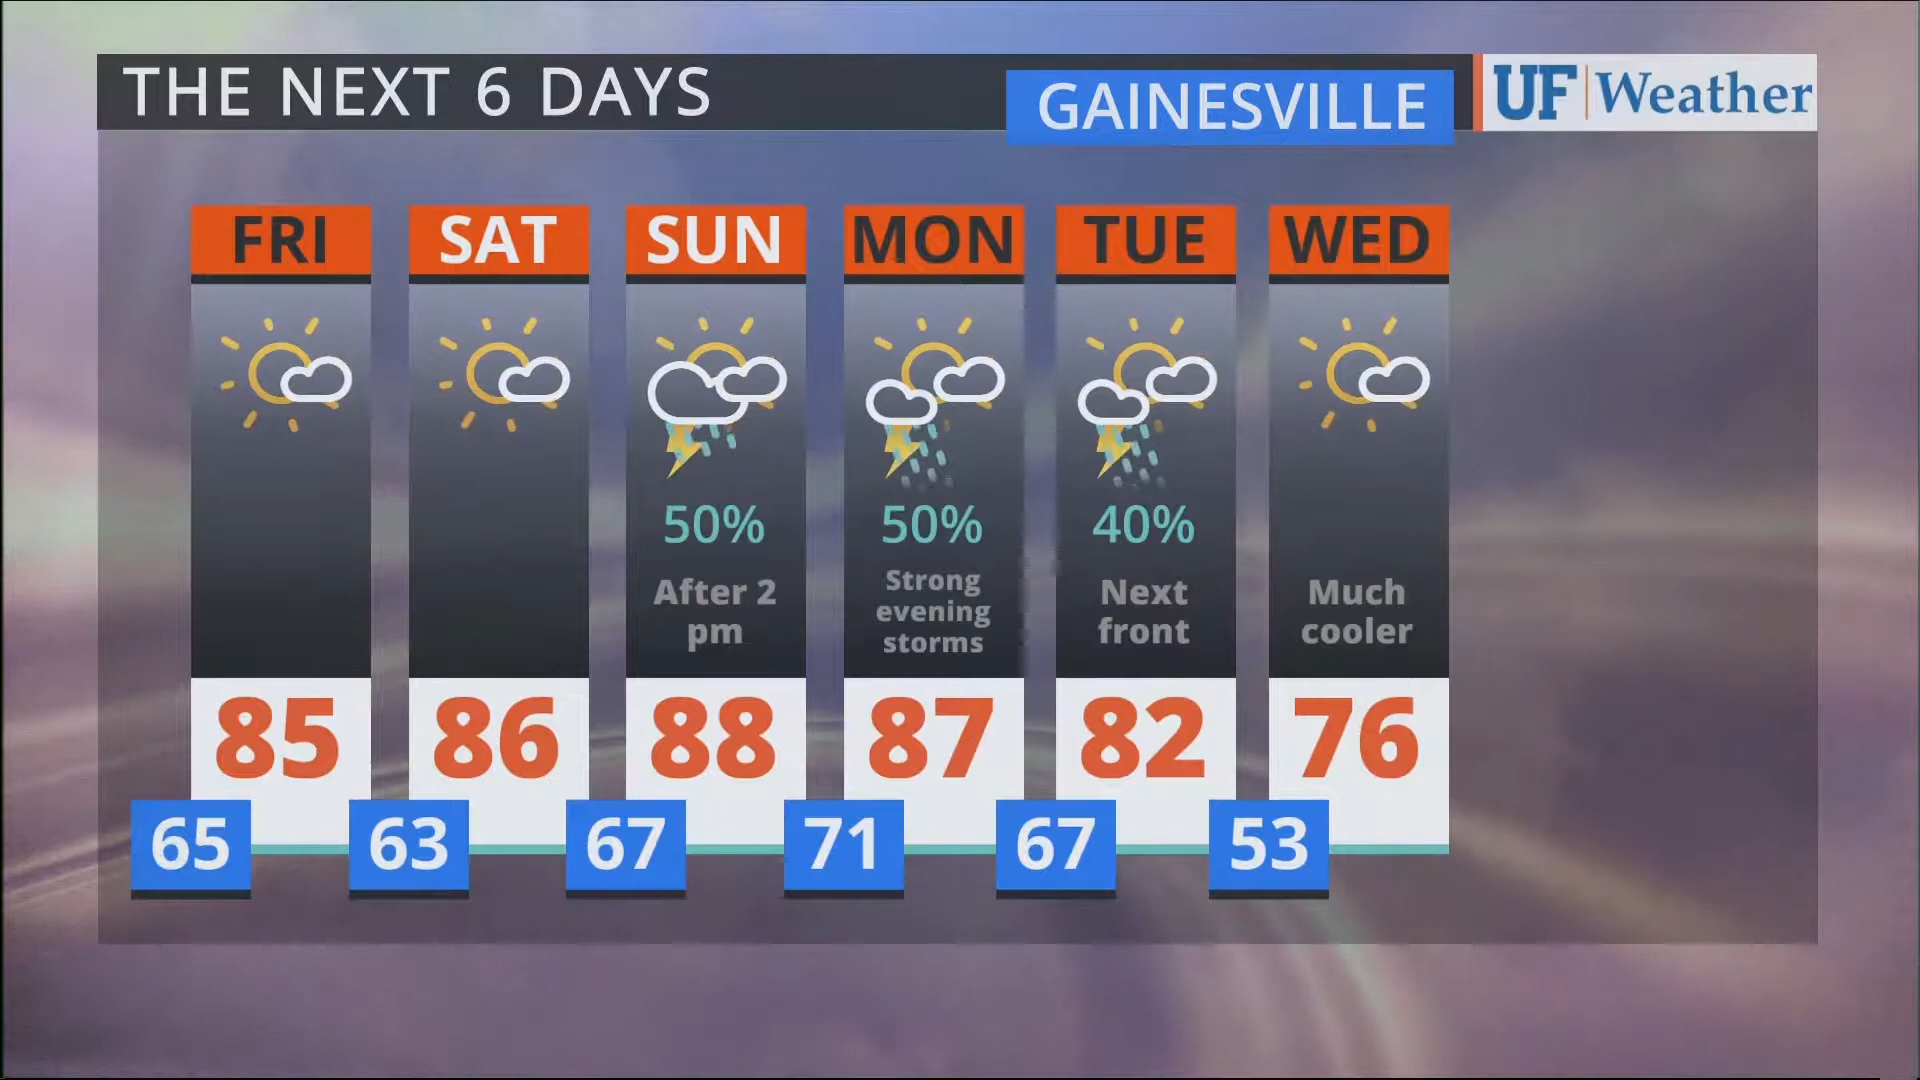 THE NEXT 6 DAYS
GAINESVILLE
UF Weather
FRI
SAT
SUN
MON
TUE
WED
50%
50%
40%
After 2
pm
Strong
evening
storms
Next
front
Much
cooler
85
86
88
87
82
76
65
63
67
71
67
53